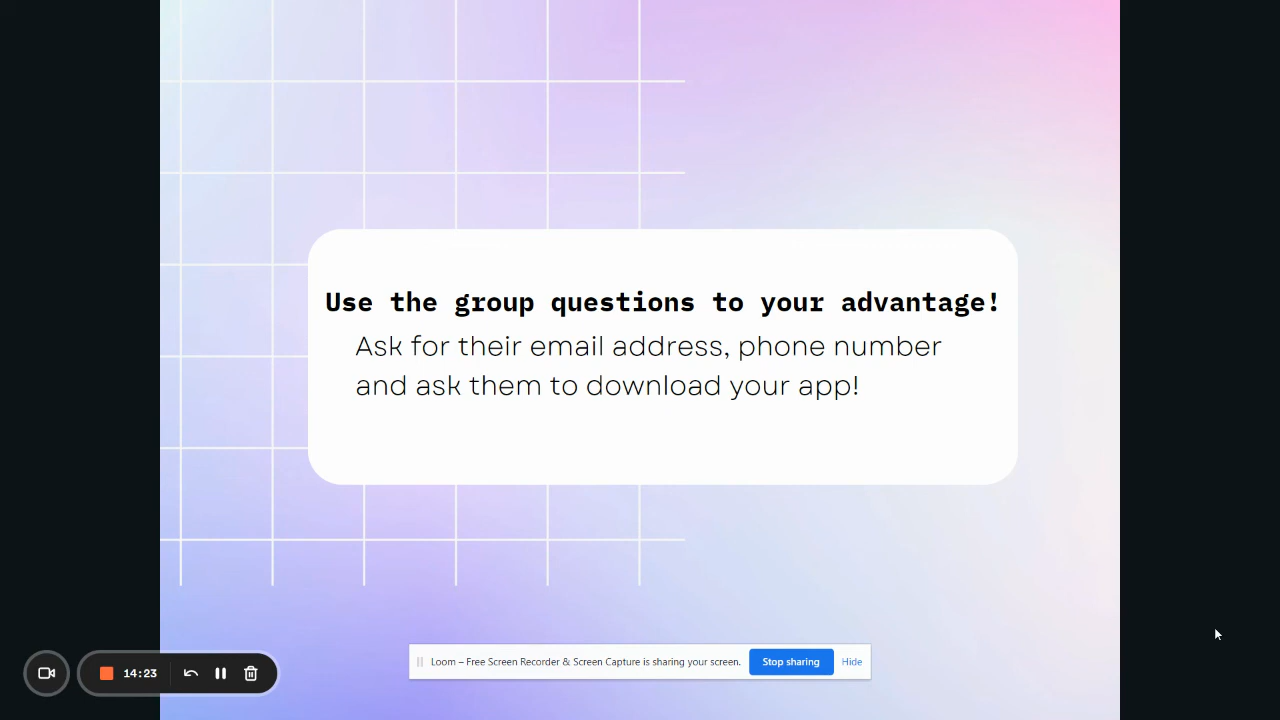 Use the group questions to your advantage!
Ask for their email address, phone number
and ask them to download your app!
Loom – Free Screen Recorder & Screen Capture is sharing your screen.
Stop sharing
Hide
14:23